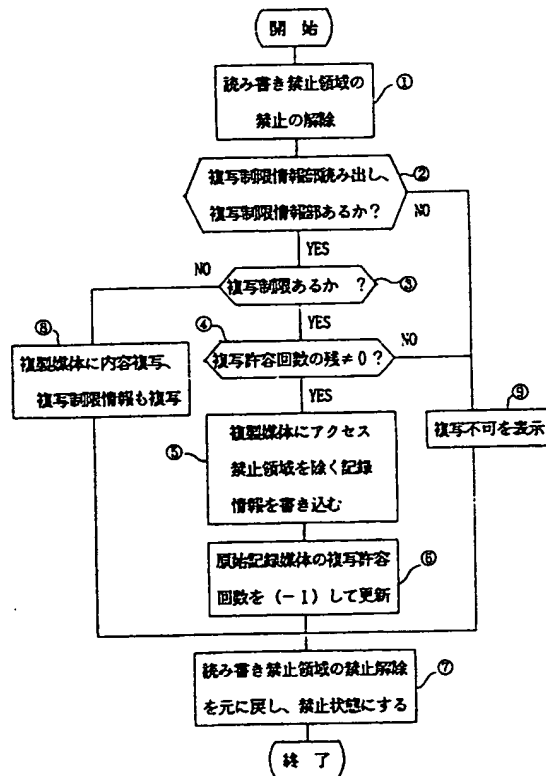 開 始
読み書き禁止領域の
禁止の解除
①
複写制限情報部読み出し、
複写制限情報部あるか？
②
NO
YES
NO
複写制限あるか ？
③
YES
④
複写許容回数の残≠０？
NO
YES
⑧
複製媒体に内容複写、
複写制限情報も複写
⑨
複写不可を表示
⑤
複製媒体にアクセス
禁止領域を除く記録
情報を書き込む
原始記録媒体の複写許容
回数を（－１）して更新
⑥
読み書き禁止領域の禁止解除
を元に戻し、禁止状態にする
⑦
終 了